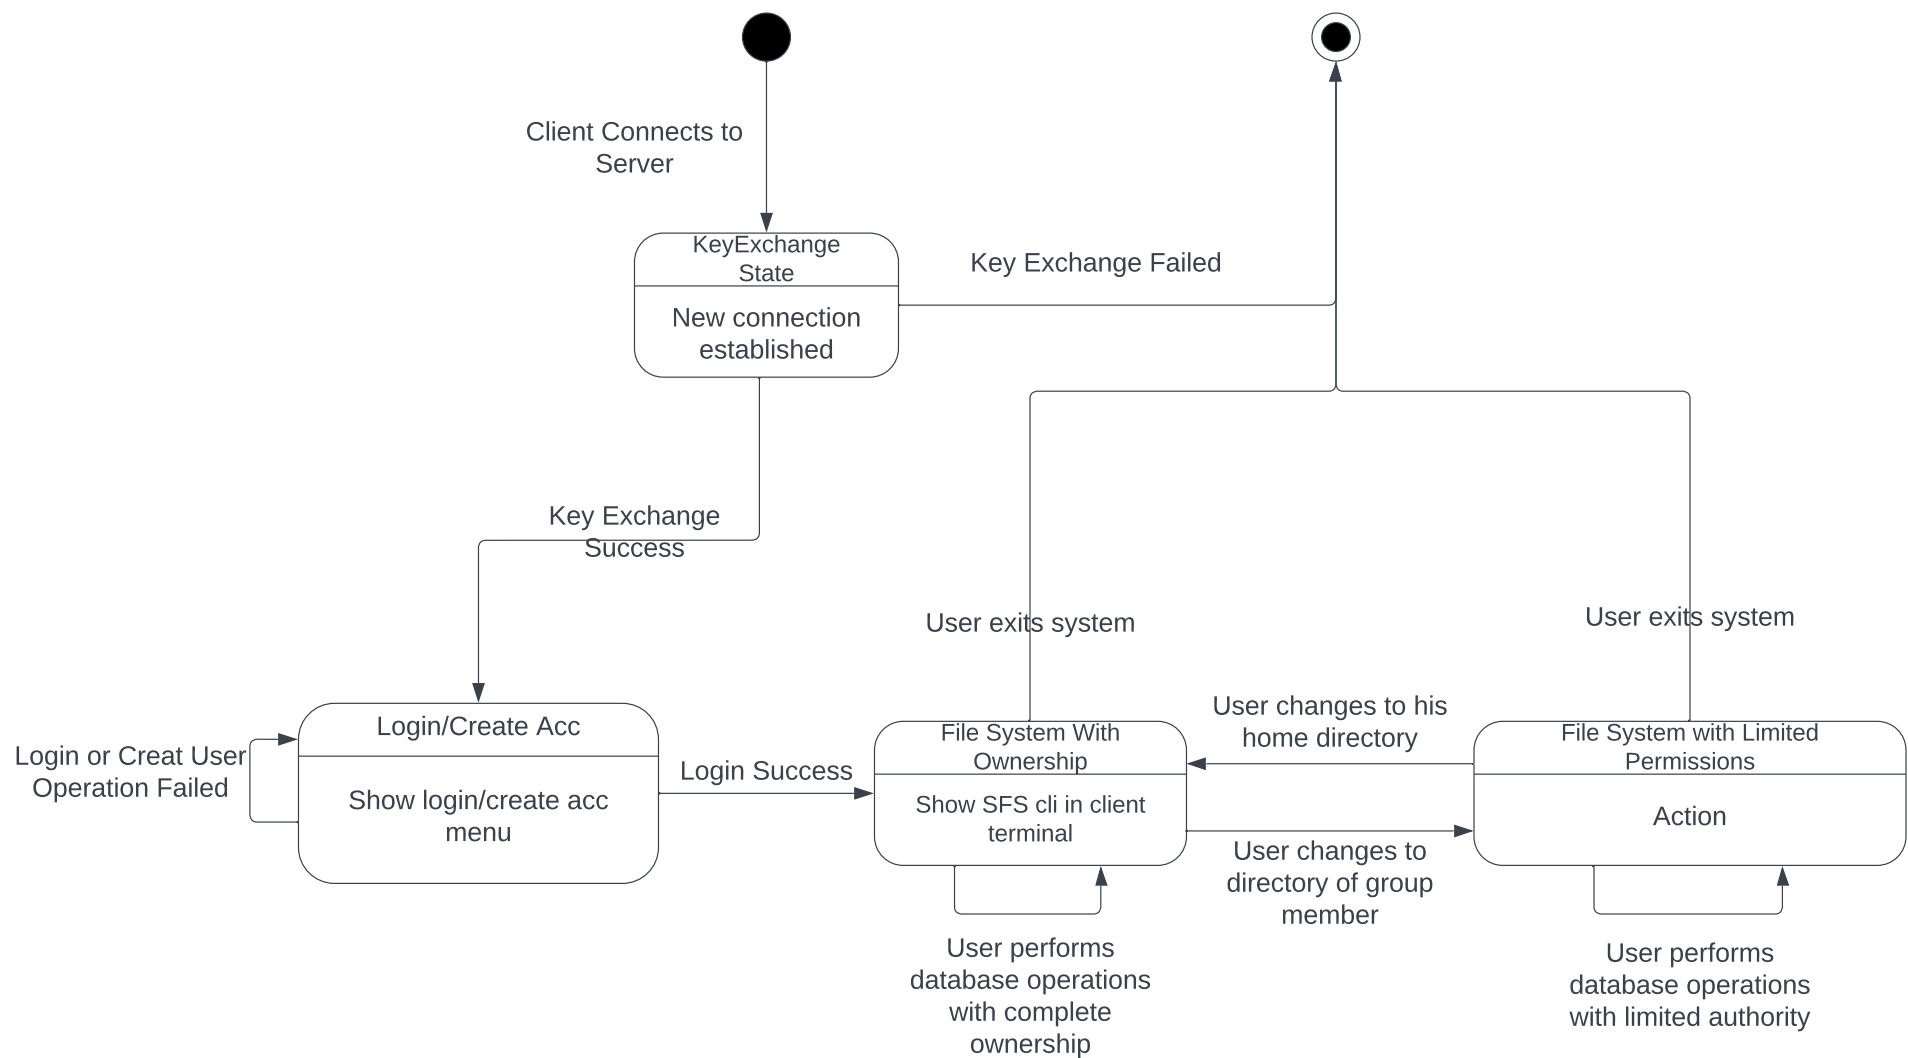 Client Connects to
Server
KeyExchange
State
New connection
established
Key Exchange Failed
Key Exchange
Success
User exits system
User exits system
Login/Create Acc
Show login/create acc
menu
Login or Creat User
Operation Failed
Login Success
File System With
Ownership
Show SFS cli in client
terminal
User changes to his
home directory
User changes to
directory of group
member
File System with Limited
Permissions
Action
User performs
database operations
with complete
ownership
User performs
database operations
with limited authority